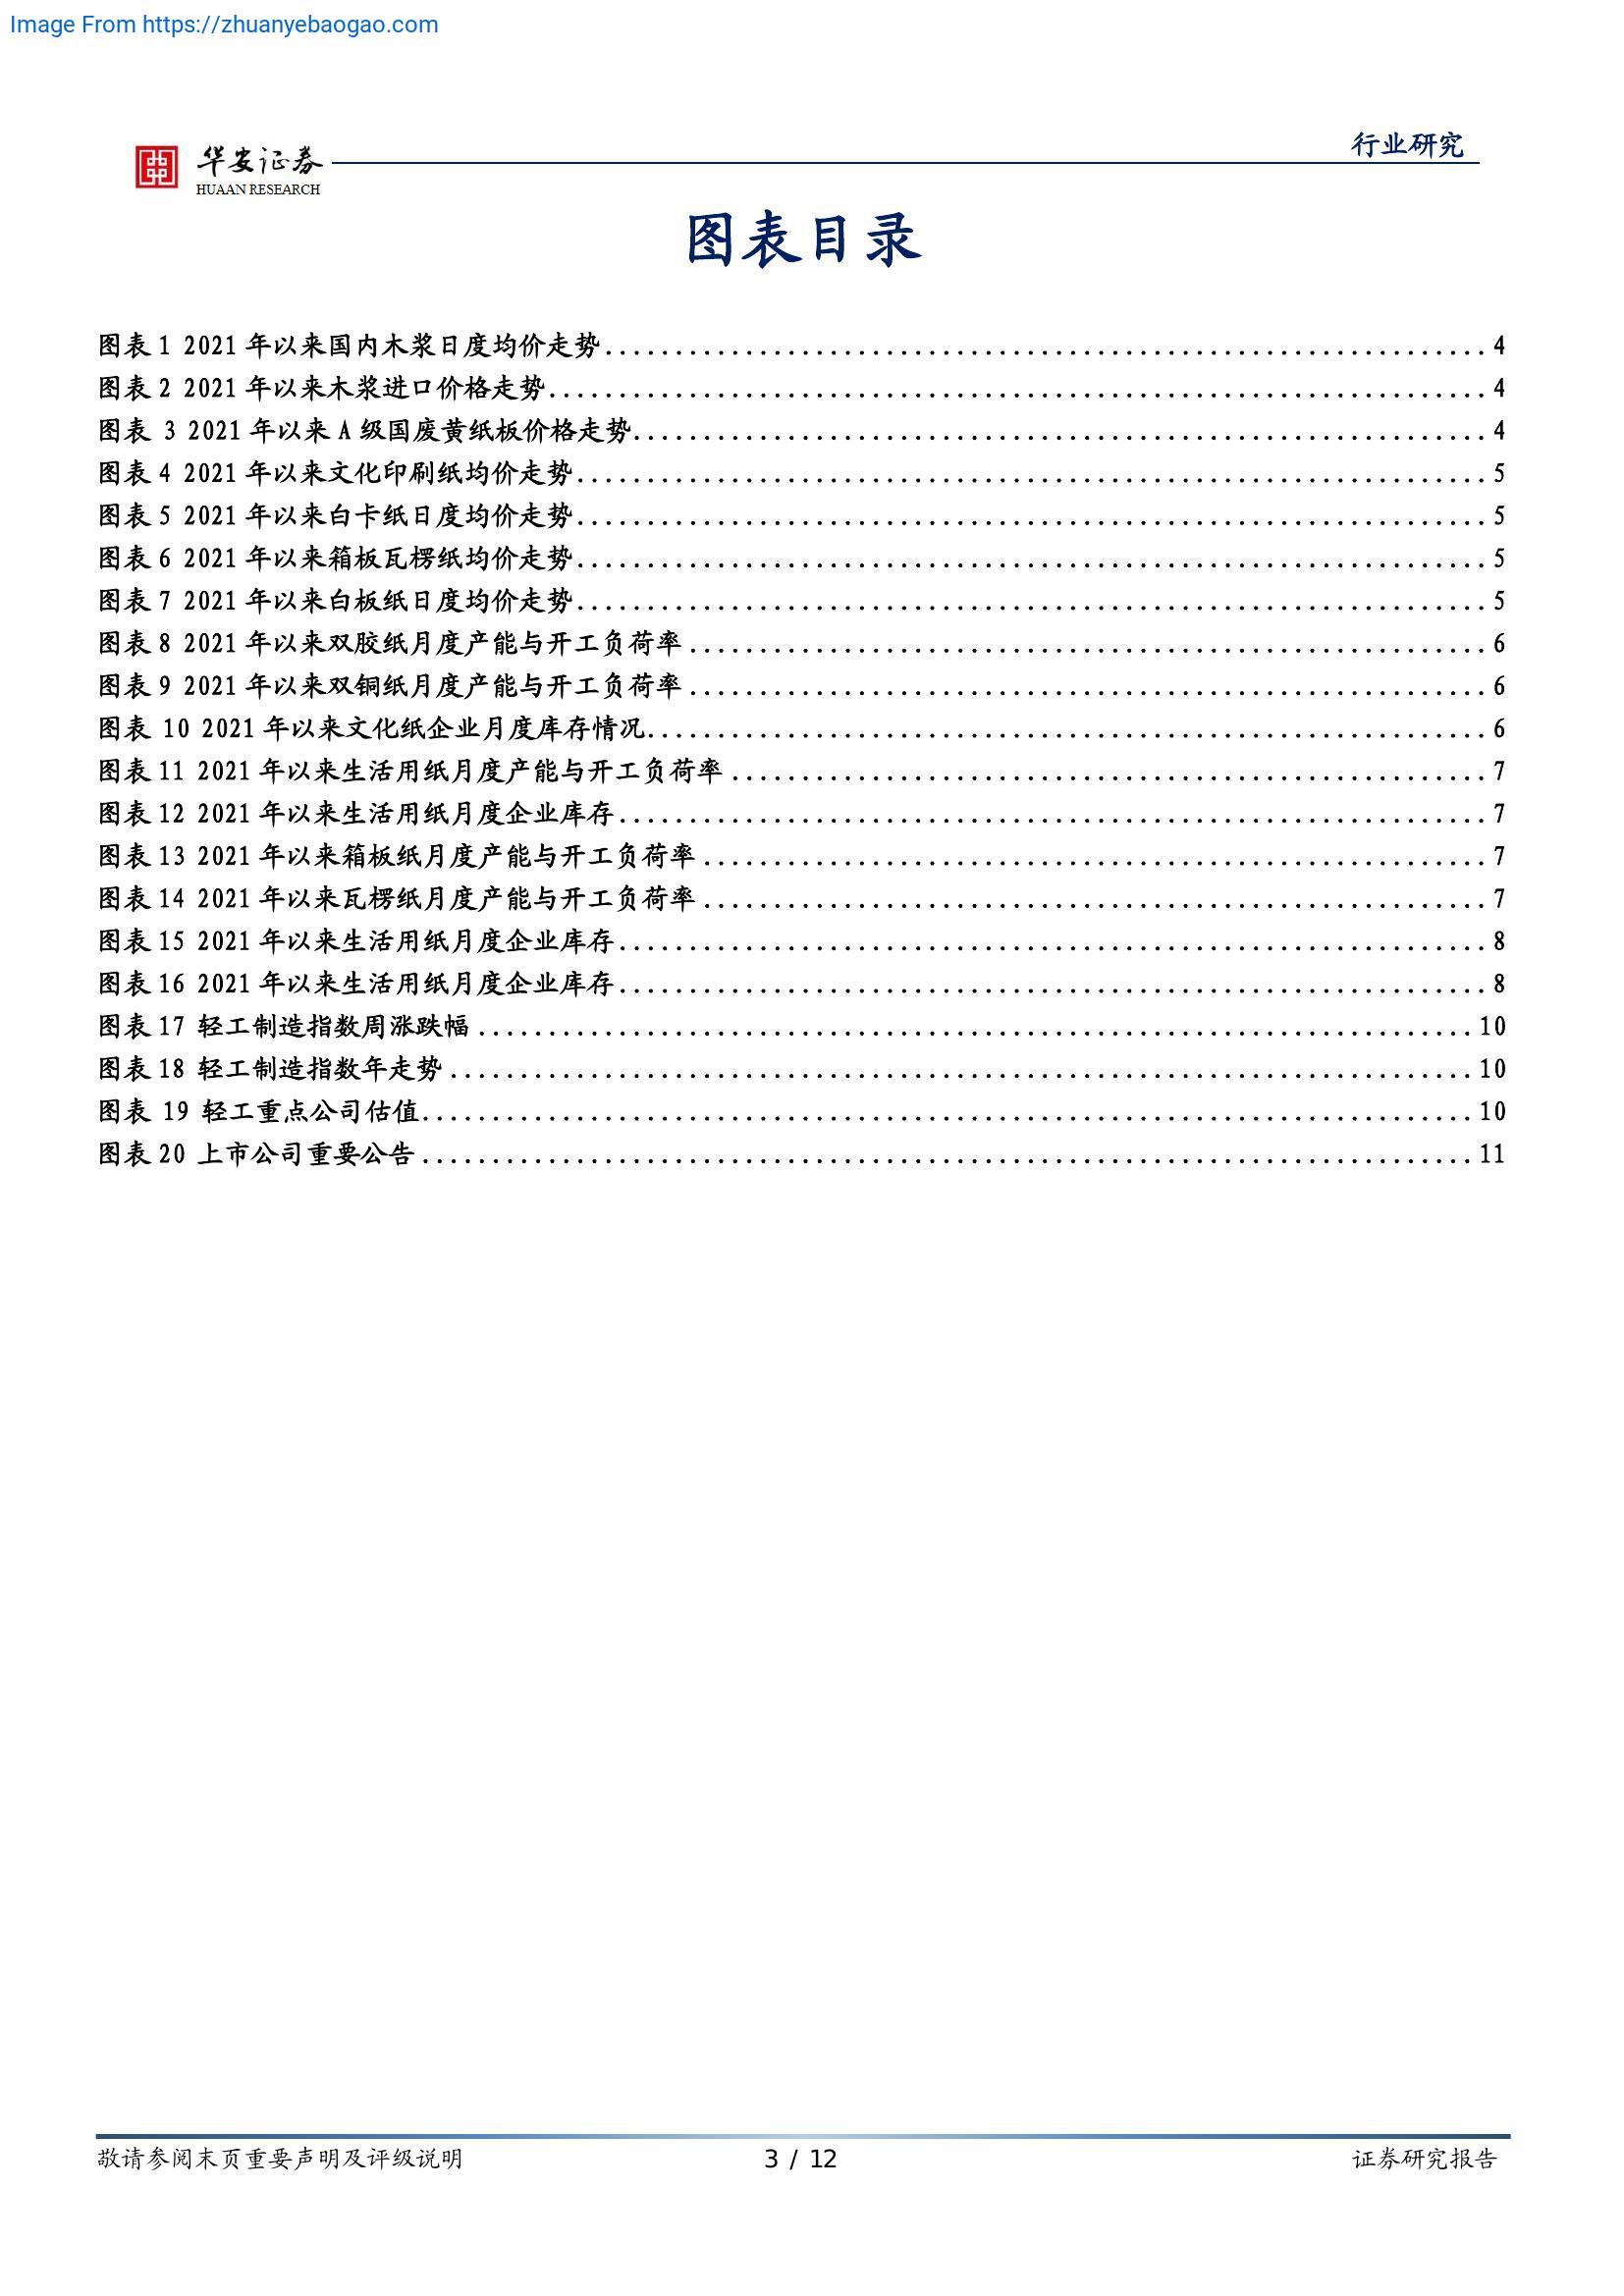 Image From https://zhuanyebaogao.com
华安证券
HUAAN RESEARCH
行业研究
图表目录
图表 1 2021 年以来国内木浆日度均价走势 4
图表 2 2021 年以来木浆进口价格走势 4
图表 3 2021 年以来 A 级国废黄纸板价格走势 4
图表 4 2021 年以来文化印刷纸均价走势 5
图表 5 2021 年以来白卡纸日度均价走势 5
图表 6 2021 年以来箱板瓦楞纸均价走势 5
图表 7 2021 年以来白板纸日度均价走势 5
图表 8 2021 年以来双胶纸月度产能与开工负荷率 6
图表 9 2021 年以来双铜纸月度产能与开工负荷率 6
图表 10 2021 年以来文化纸企业月度库存情况 6
图表 11 2021 年以来生活用纸月度产能与开工负荷率 7
图表 12 2021 年以来生活用纸月度企业库存 7
图表 13 2021 年以来箱板纸月度产能与开工负荷率 7
图表 14 2021 年以来瓦楞纸月度产能与开工负荷率 7
图表 15 2021 年以来生活用纸月度企业库存 8
图表 16 2021 年以来生活用纸月度企业库存 8
图表 17 轻工制造指数周涨跌幅 10
图表 18 轻工制造指数年走势 10
图表 19 轻工重点公司估值 10
图表 20 上市公司重要公告 11
敬请参阅末页重要声明及评级说明 3 / 12 证券研究报告